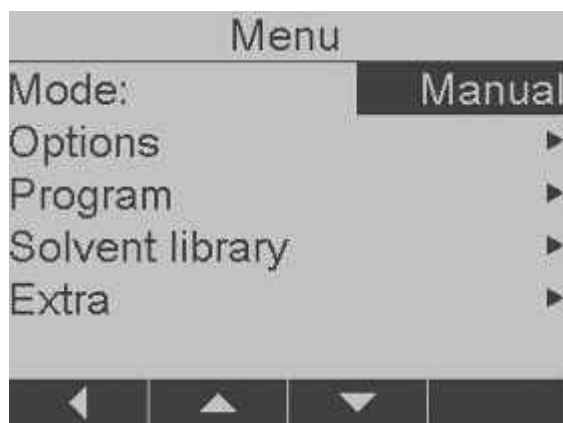 Menu
Mode: Manual
Options
Program
Solvent library
Extra